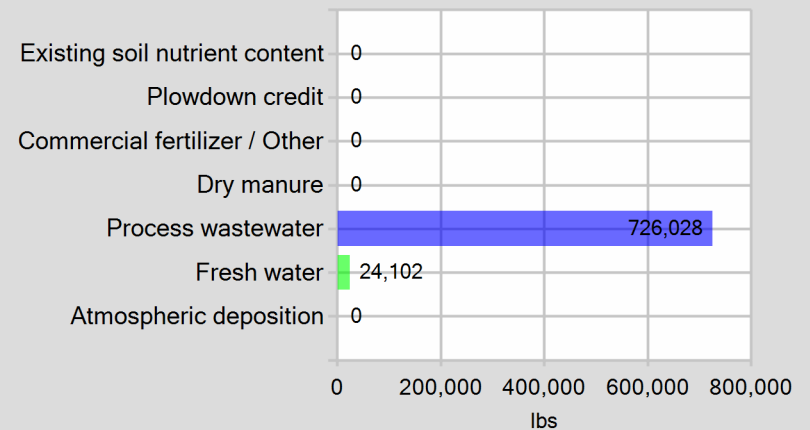 Existing soil nutrient content 0
Plowdown credit 0
Commercial fertilizer / Other 0
Dry manure 0
Process wastewater 726,028
Fresh water 24,102
Atmospheric deposition 0
0 200,000 400,000 600,000 800,000
lbs